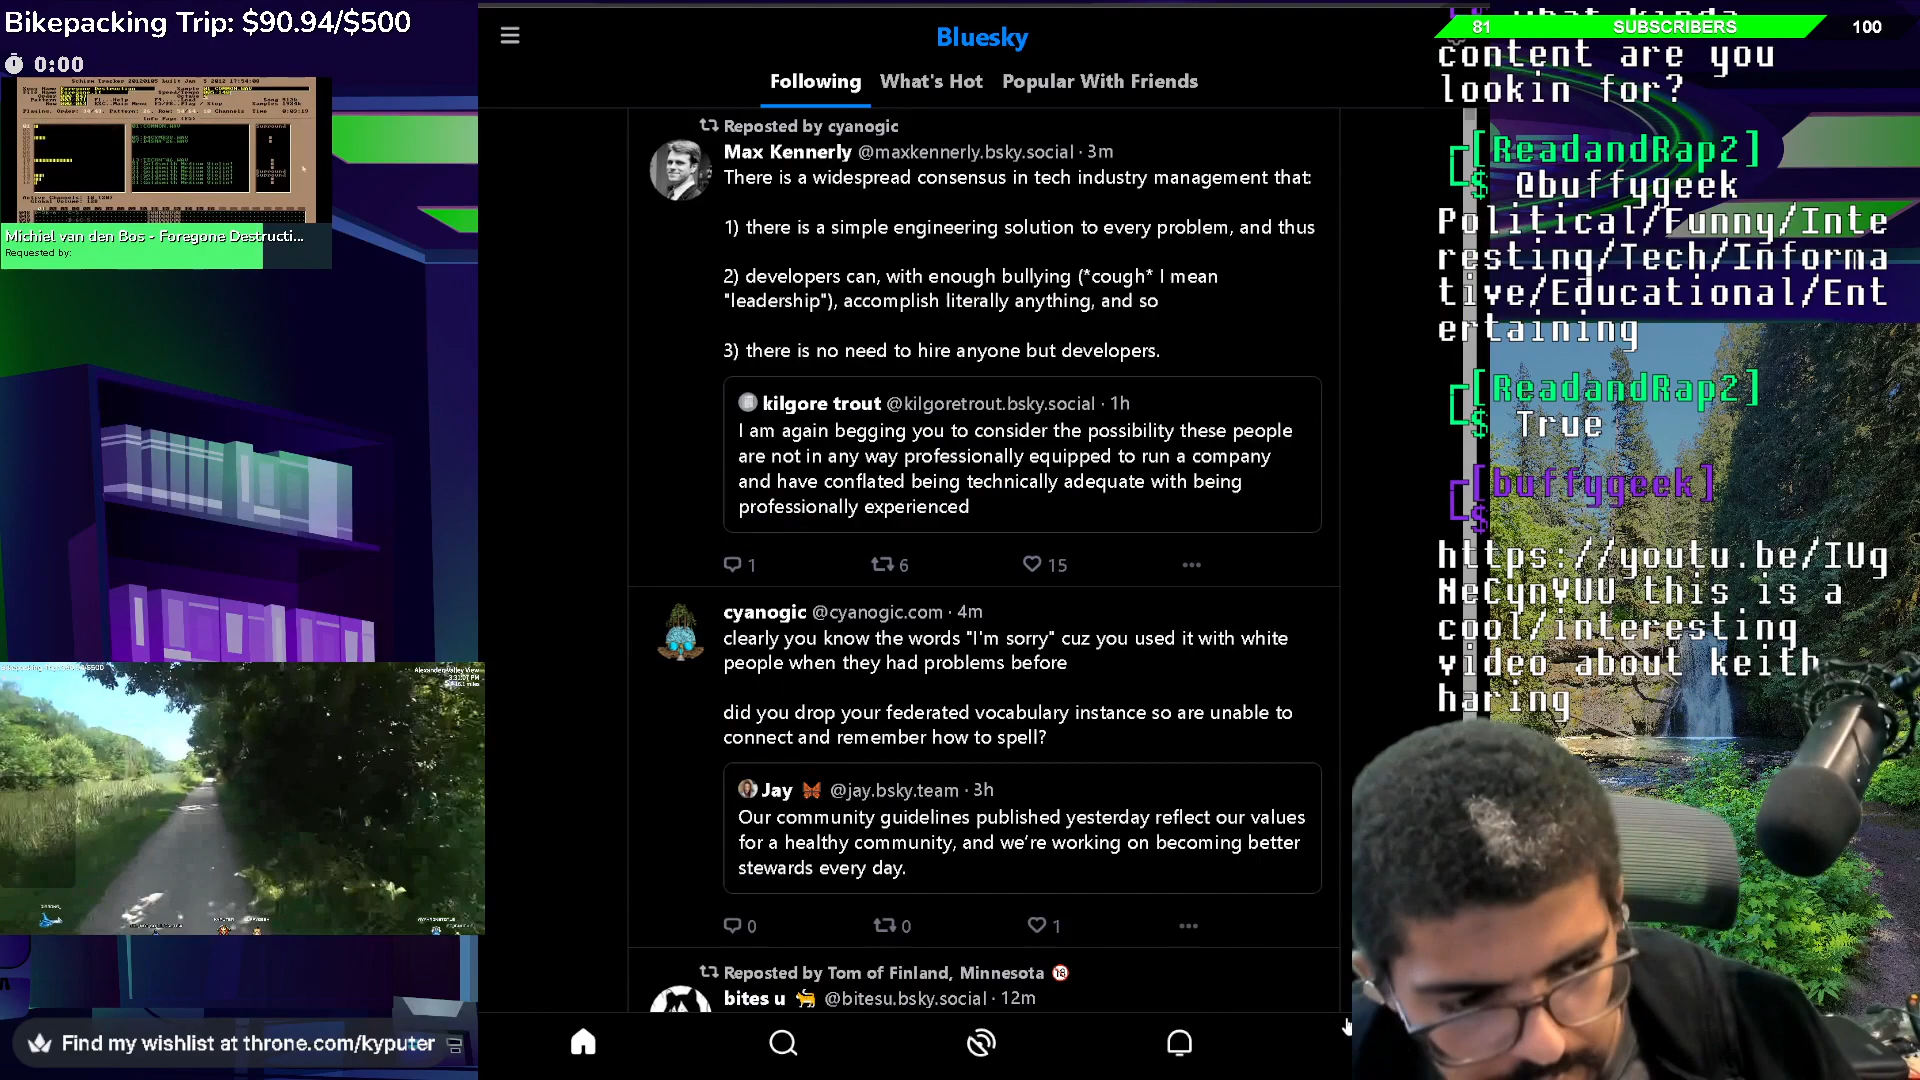 Bikepacking Trip: $90.94/$500
0:00
Michiel van den Bos - Foregone Destructi...
Requested by:
Find my wishlist at throne.com/kyputer
Bluesky
Following What's Hot Popular With Friends
Reposted by cyanogic
Max Kennerly @maxkennerly.bsky.social · 3m
There is a widespread consensus in tech industry management that:
1) there is a simple engineering solution to every problem, and thus
2) developers can, with enough bullying (*cough* I mean
"leadership"), accomplish literally anything, and so
3) there is no need to hire anyone but developers.
kilgore trout @kilgoretrout.bsky.social · 1h
I am again begging you to consider the possibility these people
are not in any way professionally equipped to run a company
and have conflated being technically adequate with being
professionally experienced
1 6 15
cyanogic @cyanogic.com · 4m
clearly you know the words "I'm sorry" cuz you used it with white
people when they had problems before
did you drop your federated vocabulary instance so are unable to
connect and remember how to spell?
Jay @jay.bsky.team · 3h
Our community guidelines published yesterday reflect our values
for a healthy community, and we're working on becoming better
stewards every day.
0 0 1
Reposted by Tom of Finland, Minnesota
bites u @bitesu.bsky.social · 12m
81 SUBSCRIBERS 100
what kinda
content are you
lookin for?
[ReadandRap2]
$ @buffygeek
Political/Funny/Inte
resting/Tech/Informa
tive/Educational/Ent
ertaining
[ReadandRap2]
$ True
[buffygeek]
$
https://youtu.be/IUg
NeCynVUU this is a
cool/interesting
video about keith
haring